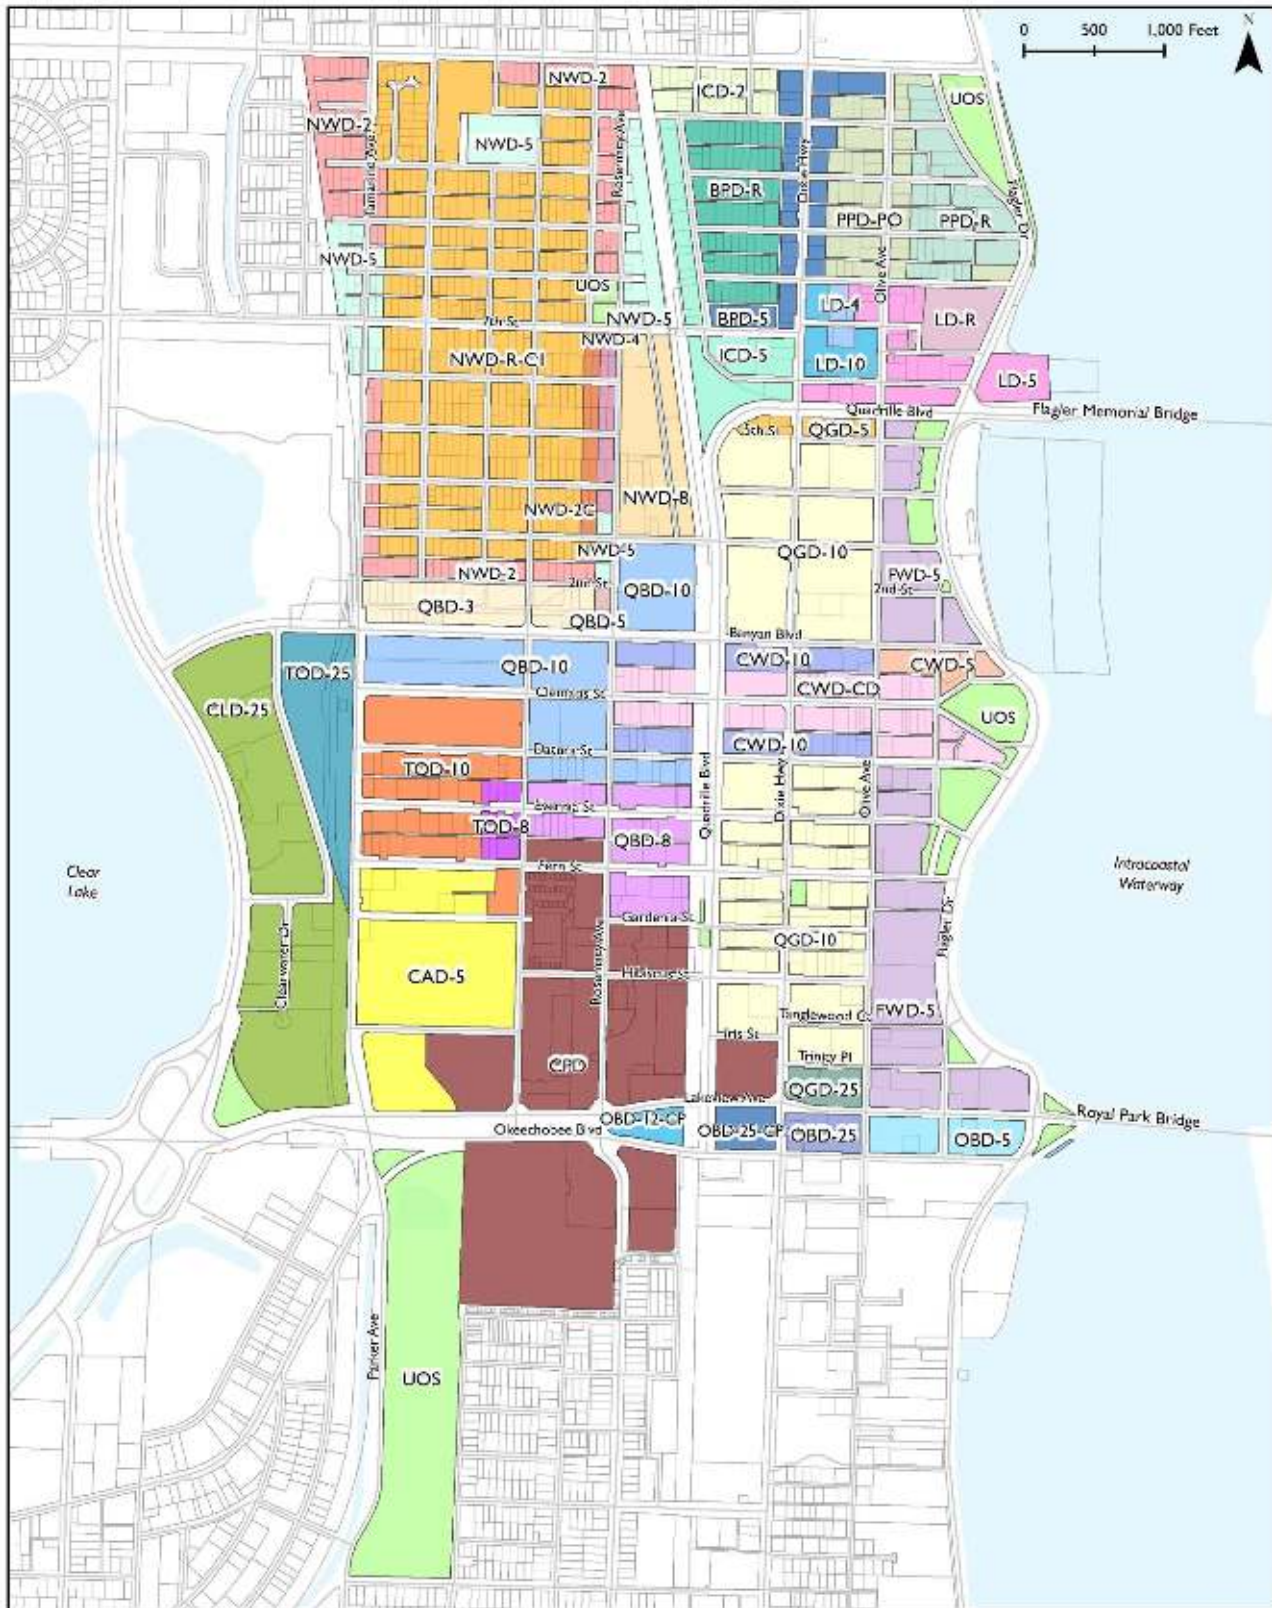 N
0 500 1,000 Feet
NWD-2
ICD-2
UOS
NWD-2
NWD-5
Tamarind Ave
Rosemary Ave
Dixie Hwy
BPD-R
PPD-PO
PPD-R
Flagler Dr
NWD-5
Olive Ave
UOS
LD-4
7th St
NWD-5
BPD-5
LD-R
NWD-4
NWD-R-C1
ICD-5
LD-10
LD-5
Quadrille Blvd
Flagler Memorial Bridge
5th St
QGD-5
NWD-8
NWD-2C
NWD-5
QGD-10
NWD-2
2nd St
QBD-10
FWD-5
2nd St
QBD-3
QBD-5
Banyan Blvd
TOD-25
QBD-10
CWD-10
CWD-5
Clematis St
CWD-CD
CLD-25
UOS
Datura St
CWD-10
TOD-10
Quadrille Blvd
Dixie Hwy
Olive Ave
Evernia St
TOD-8
QBD-8
Fern St
Clear
Lake
Intracoastal
Waterway
Gardenia St
Flagler Dr
QGD-10
Clearwater Dr
CAD-5
Rosemary Ave
Hibiscus St
Tanglewood Ct
FWD-5
Iris St
Trinity Pl
CPD
QGD-25
Lakeview Ave
OBD-12-CP
Okeechobee Blvd
OBD-25-CP
OBD-25
OBD-5
Royal Park Bridge
Parker Ave
UOS